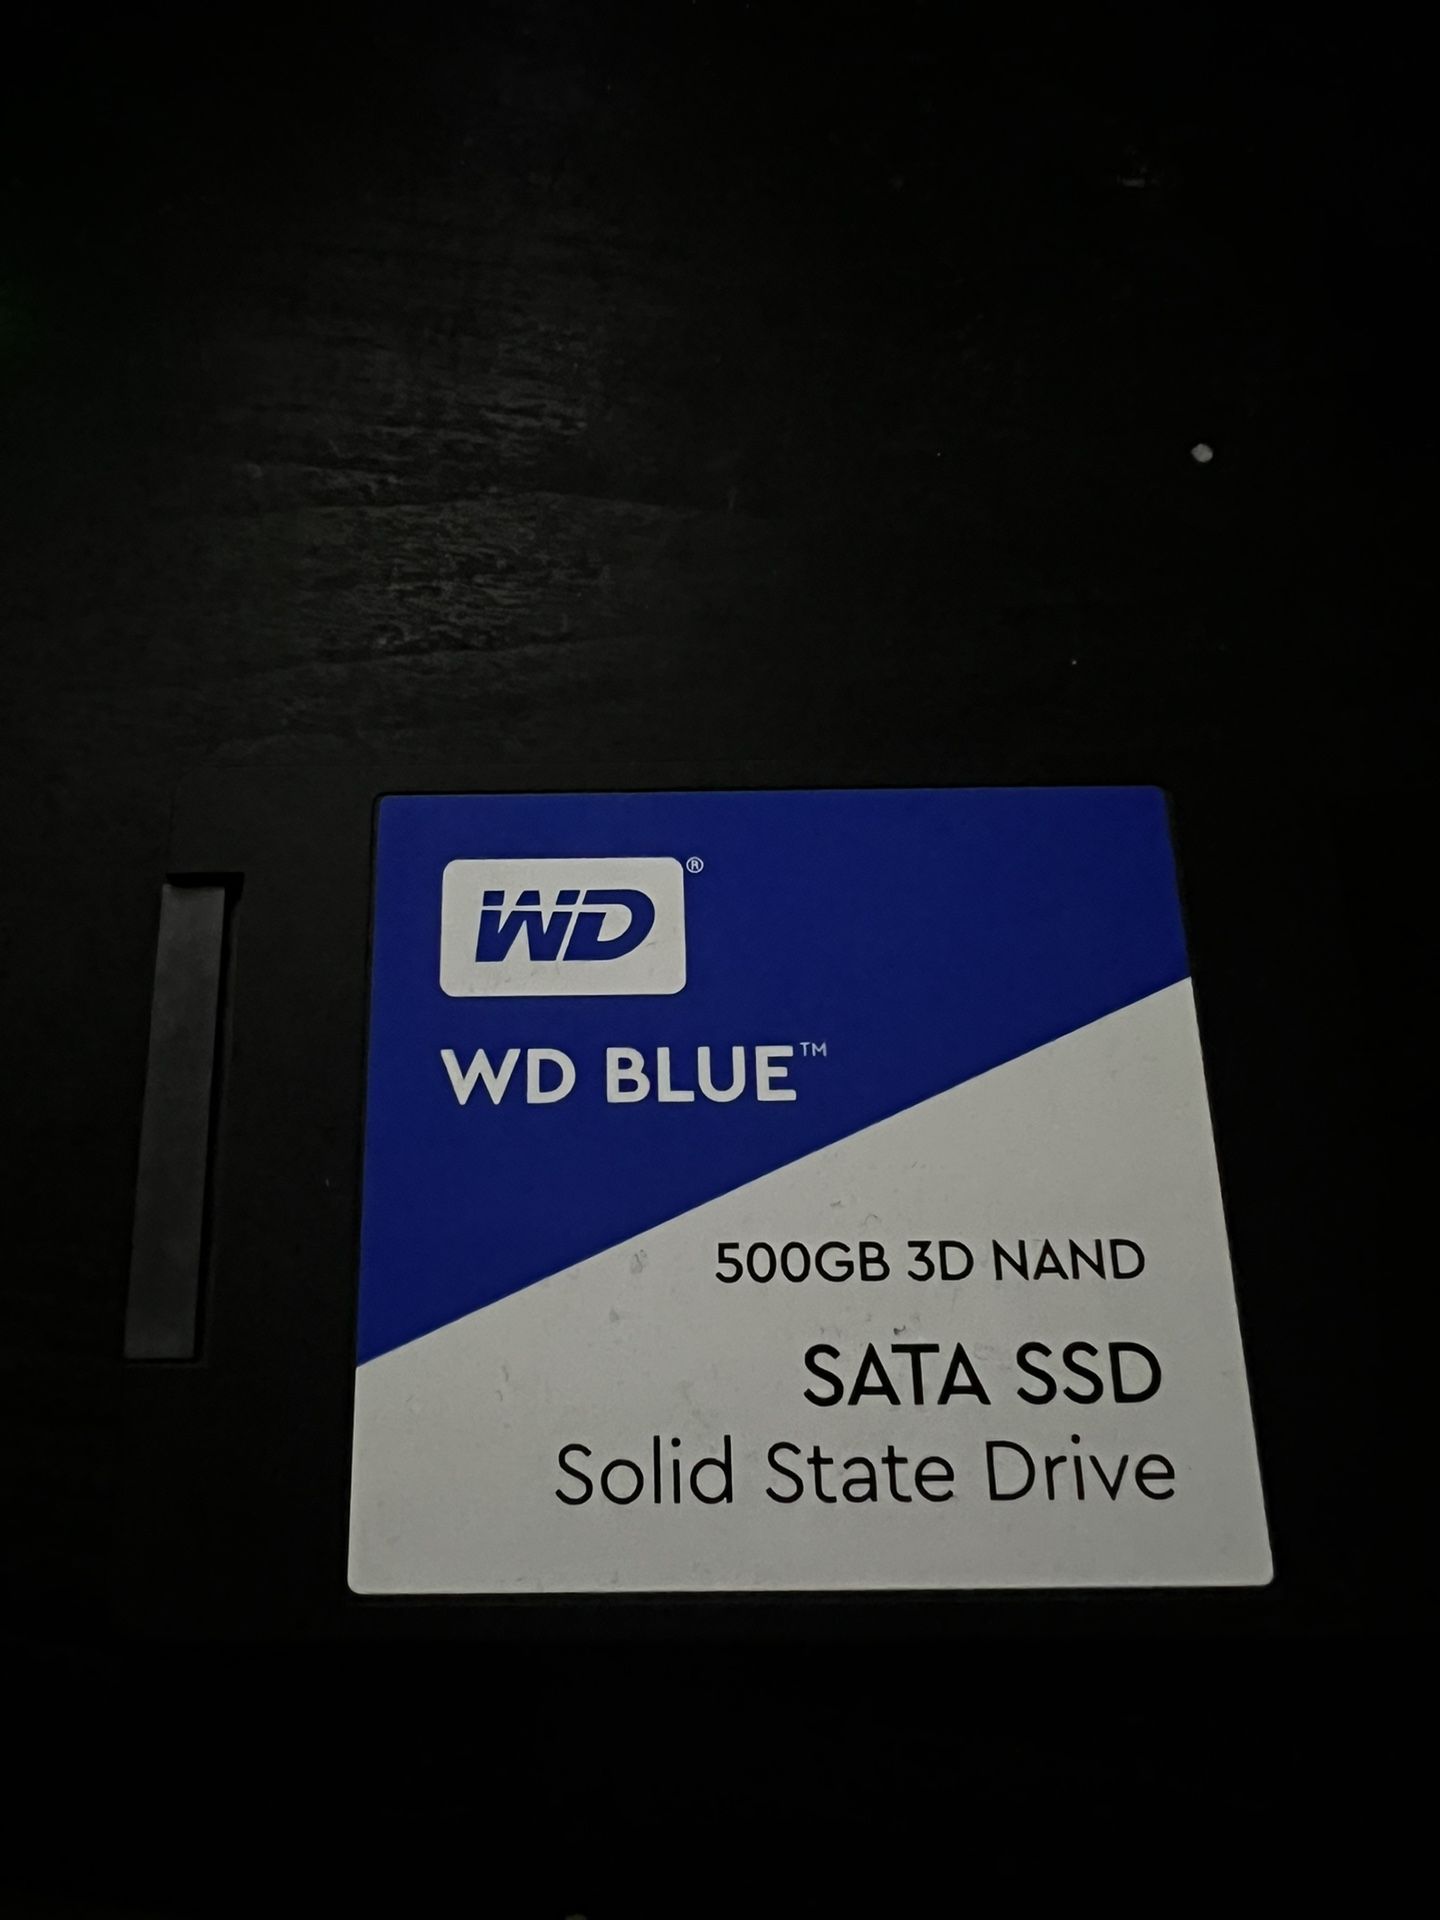 WD®
WD BLUE™
500GB 3D NAND
SATA SSD
Solid State Drive